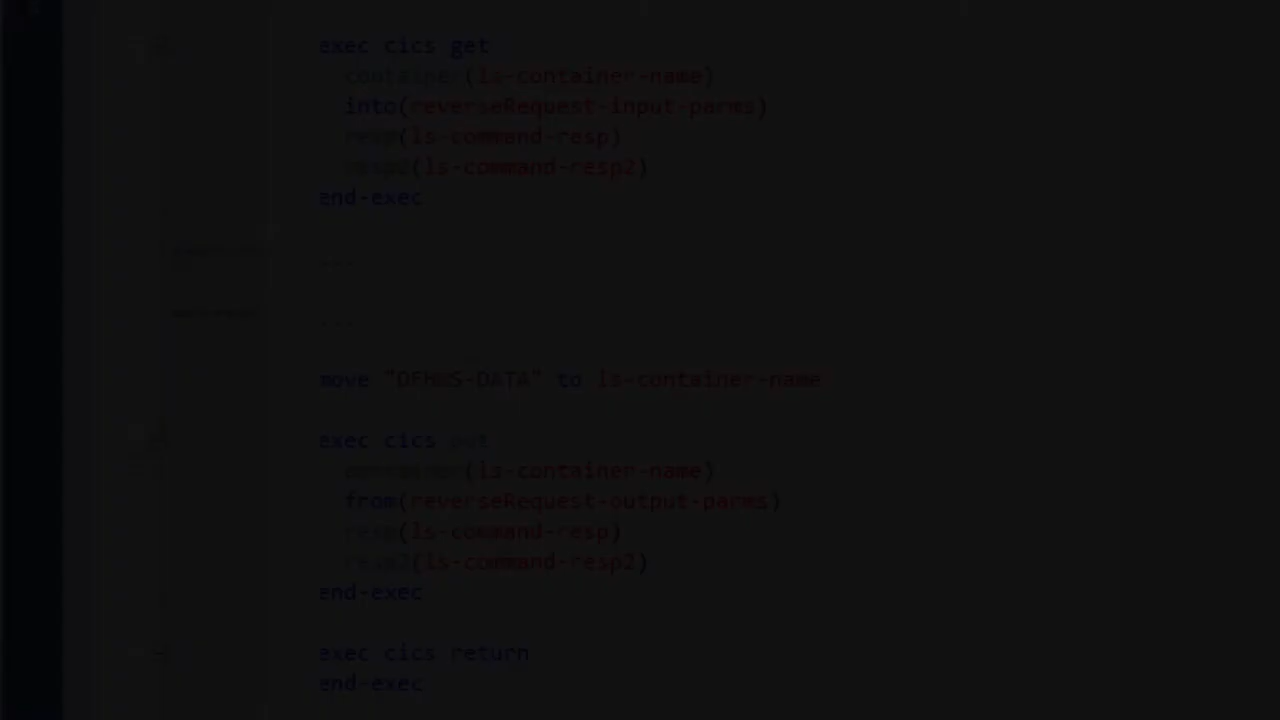 exec cics get
container(ls-container-name)
into(reverseRequest-input-parms)
resp(ls-command-resp)
resp2(ls-command-resp2)
end-exec
...
...
move "DFHWS-DATA" to ls-container-name
exec cics put
container(ls-container-name)
from(reverseRequest-output-parms)
resp(ls-command-resp)
resp2(ls-command-resp2)
end-exec
exec cics return
end-exec